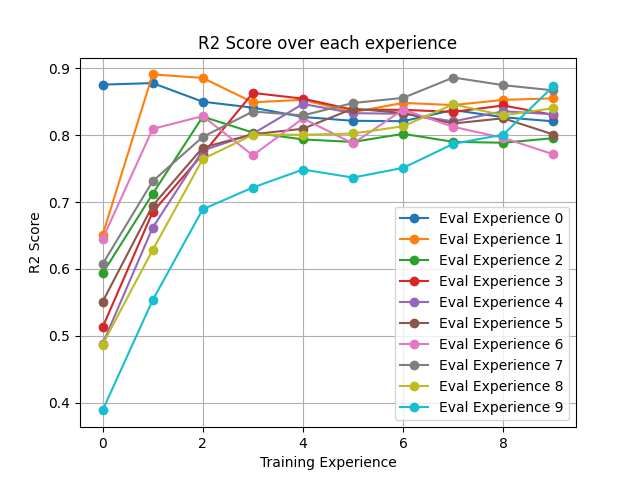 R2 Score over each experience
0.9
0.8
0.7
0.6
0.5
0.4
R2 Score
0
2
4
6
8
Training Experience
Eval Experience 0
Eval Experience 1
Eval Experience 2
Eval Experience 3
Eval Experience 4
Eval Experience 5
Eval Experience 6
Eval Experience 7
Eval Experience 8
Eval Experience 9